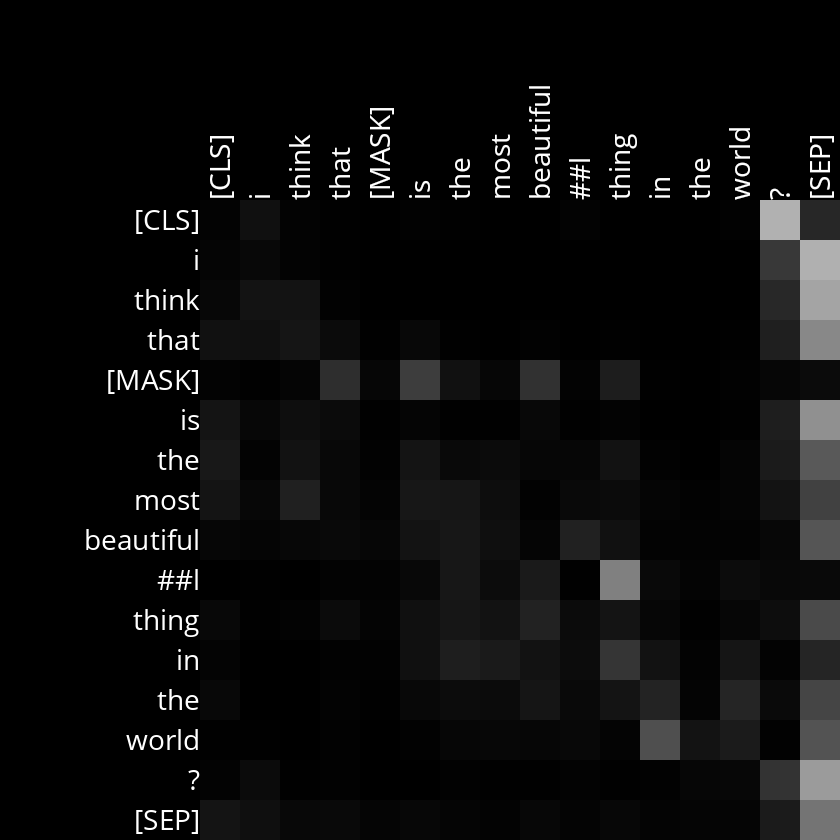 [CLS]
i
think
that
[MASK]
is
the
most
beautiful
##l
thing
in
the
world
?
[SEP]
[CLS]
i
think
that
[MASK]
is
the
most
beautiful
##l
thing
in
the
world
?
[SEP]